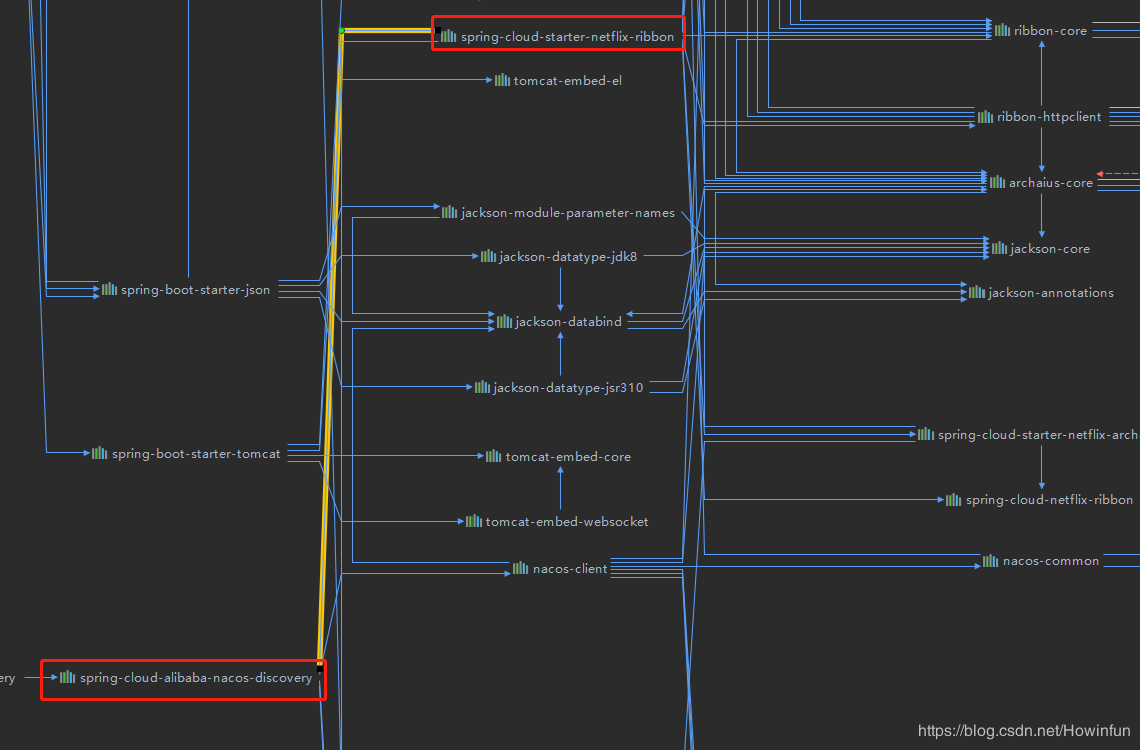 spring-cloud-starter-netflix-ribbon
ribbon-core
tomcat-embed-el
ribbon-httpclient
archaius-core
jackson-module-parameter-names
jackson-core
jackson-datatype-jdk8
spring-boot-starter-json
jackson-annotations
jackson-databind
jackson-datatype-jsr310
spring-cloud-starter-netflix-arch
spring-boot-starter-tomcat
tomcat-embed-core
spring-cloud-netflix-ribbon
tomcat-embed-websocket
nacos-client
nacos-common
ery
spring-cloud-alibaba-nacos-discovery
https://blog.csdn.net/Howinfun